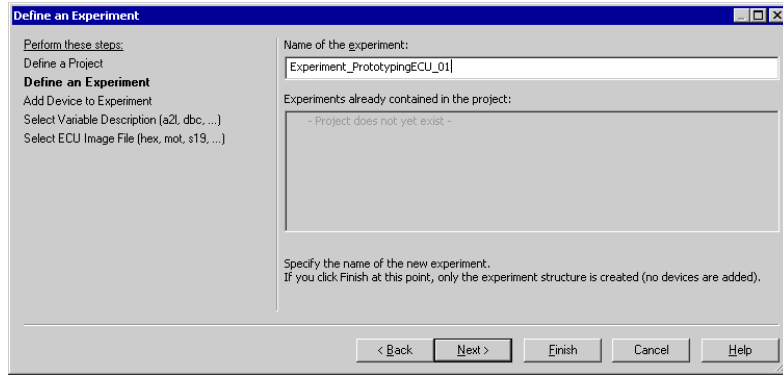 Define an Experiment
Perform these steps:
Define a Project
Define an Experiment
Add Device to Experiment
Select Variable Description (a2l, dbc, ...)
Select ECU Image File (hex, mot, s19, ...)
Name of the experiment:
Experiment_PrototypingECU_01
Experiments already contained in the project:
- Project does not yet exist -
Specify the name of the new experiment.
If you click Finish at this point, only the experiment structure is created (no devices are added).
< Back Next > Finish Cancel Help